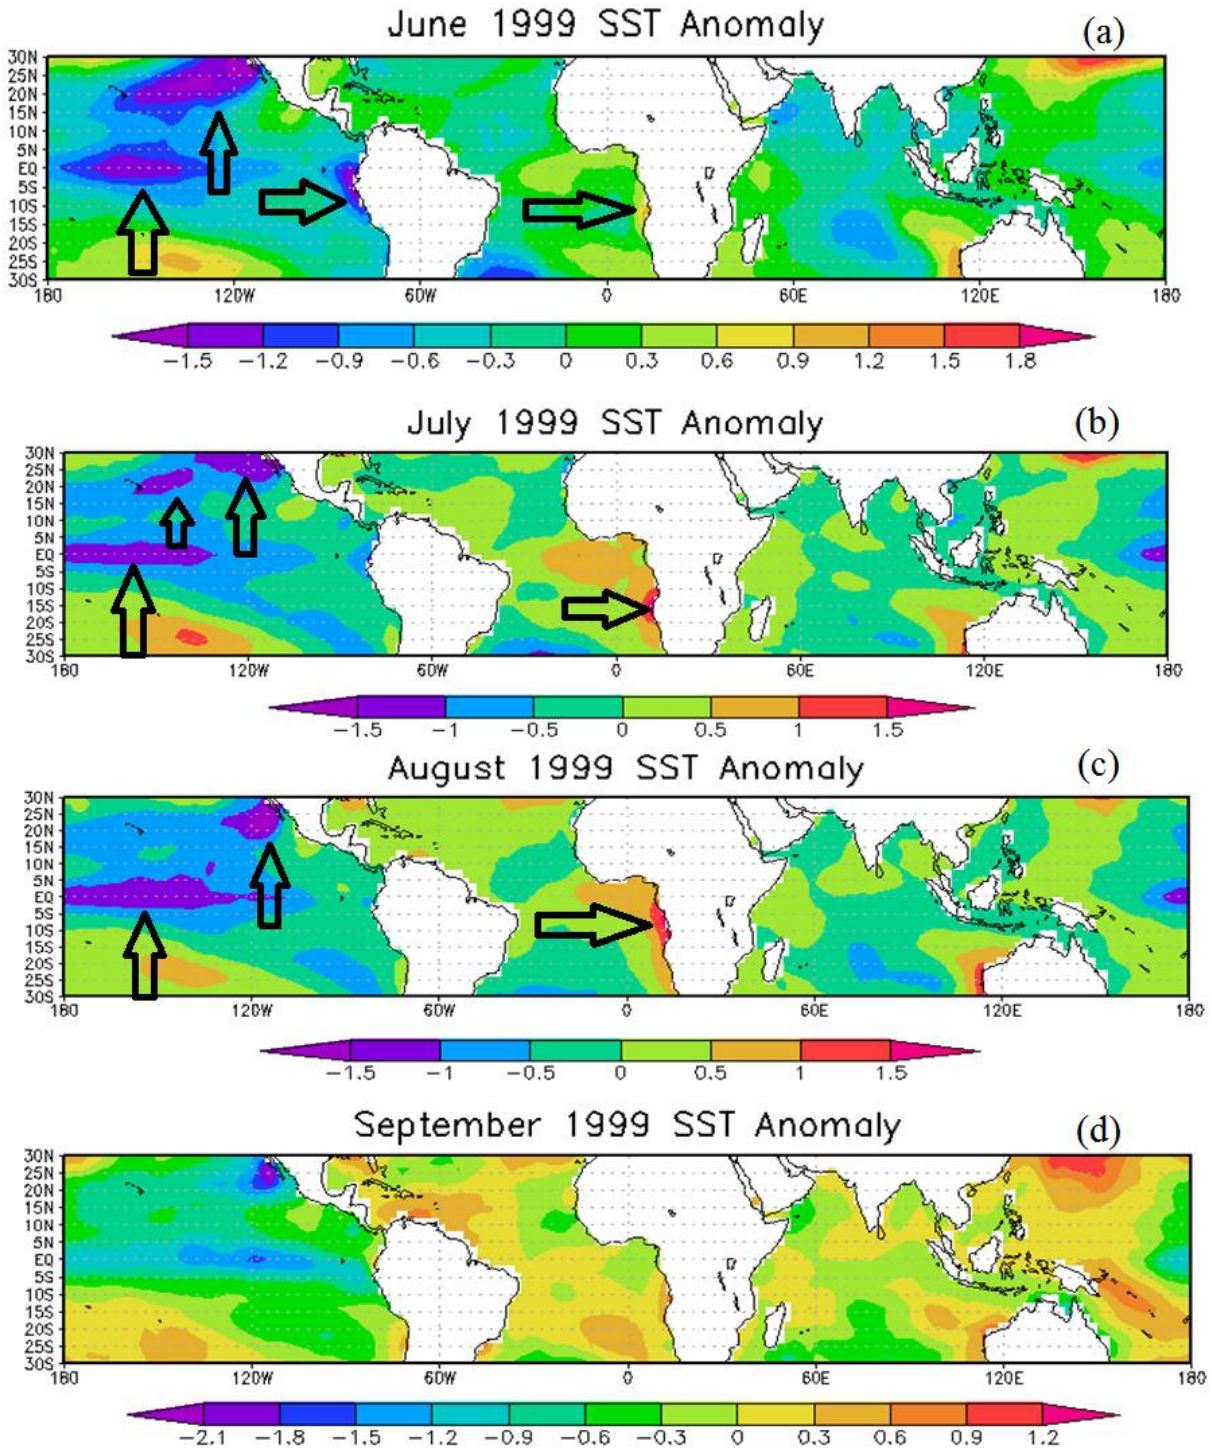 June 1999 SST Anomaly (a)
30N
25N
20N
15N
10N
5N
EQ
5S
10S
15S
20S
25S
30S
180 120W 60W 0 60E 120E 180
−1.5 −1.2 −0.9 −0.6 −0.3 0 0.3 0.6 0.9 1.2 1.5 1.8
July 1999 SST Anomaly (b)
30N
25N
20N
15N
10N
5N
EQ
5S
10S
15S
20S
25S
30S
180 120W 60W 0 60E 120E 180
−1.5 −1 −0.5 0 0.5 1 1.5
August 1999 SST Anomaly (c)
30N
25N
20N
15N
10N
5N
EQ
5S
10S
15S
20S
25S
30S
180 120W 60W 0 60E 120E 180
−1.5 −1 −0.5 0 0.5 1 1.5
September 1999 SST Anomaly (d)
30N
25N
20N
15N
10N
5N
EQ
5S
10S
15S
20S
25S
30S
180 120W 60W 0 60E 120E 180
−2.1 −1.8 −1.5 −1.2 −0.9 −0.6 −0.3 0 0.3 0.6 0.9 1.2